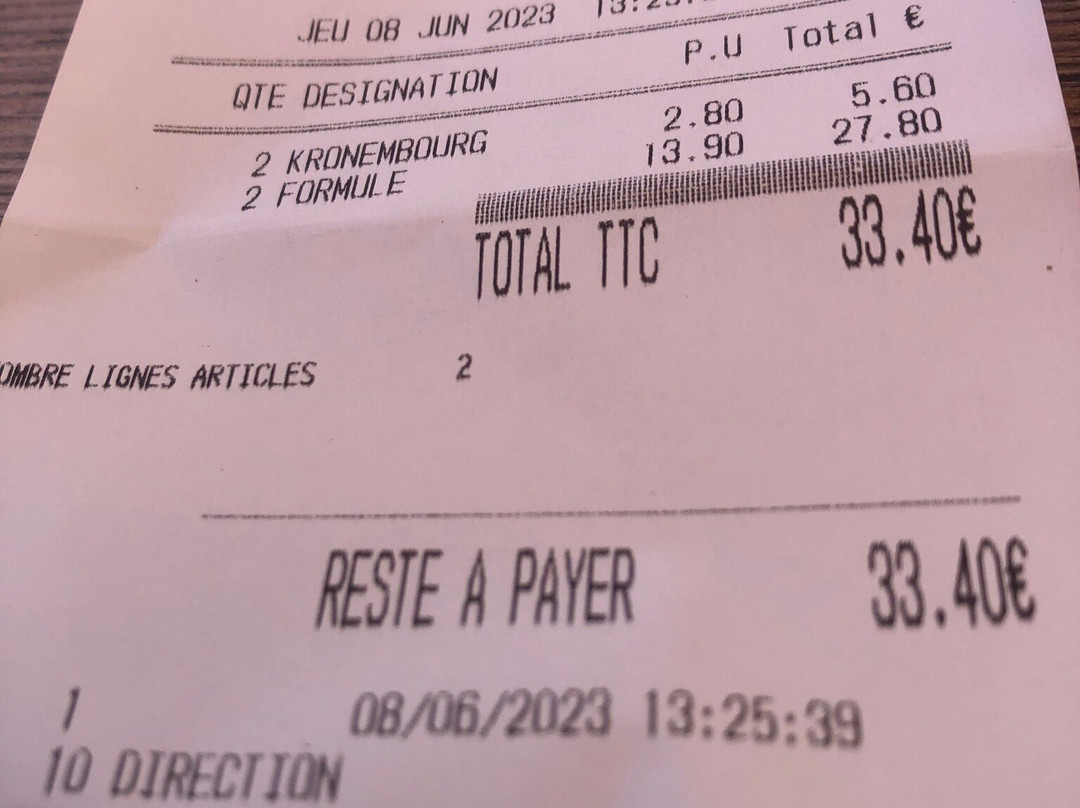 JEU 08 JUN 2023
QTE DESIGNATION P.U Total €
2 KRONEMBOURG 2.80 5.60
2 FORMULE 13.90 27.80
TOTAL TTC 33.40€
OMBRE LIGNES ARTICLES 2
RESTE A PAYER 33.40€
1 08/06/2023 13:25:39
10 DIRECTION